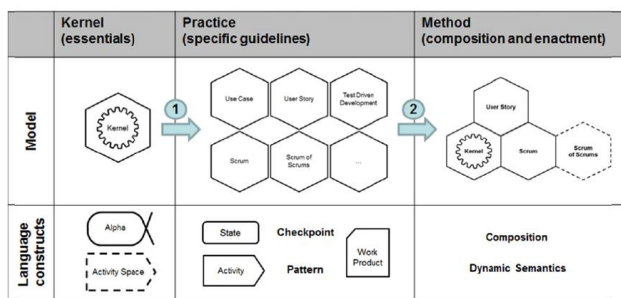 Kernel
(essentials)
Practice
(specific guidelines)
Method
(composition and enactment)
Model
Kernel
1
Use Case
User Story
Test Driven
Development
Scrum
Scrum of
Scrums
...
2
User Story
Kernel
Scrum
Scrum
of Scrums
Language
constructs
Alpha
Activity Space
State
Checkpoint
Activity
Pattern
Work
Product
Composition
Dynamic Semantics